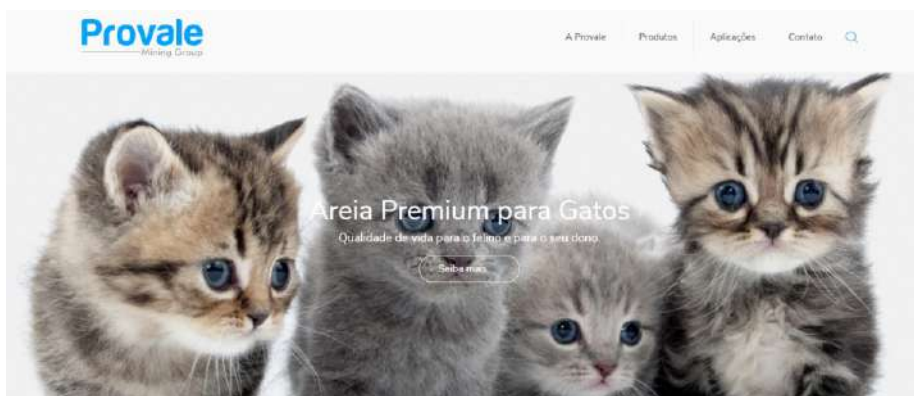 Provale
Mining Group
A Provale
Produtos
Aplicações
Contato
Areia Premium para Gatos
Qualidade de vida para o felino e para o seu dono.
Saiba mais